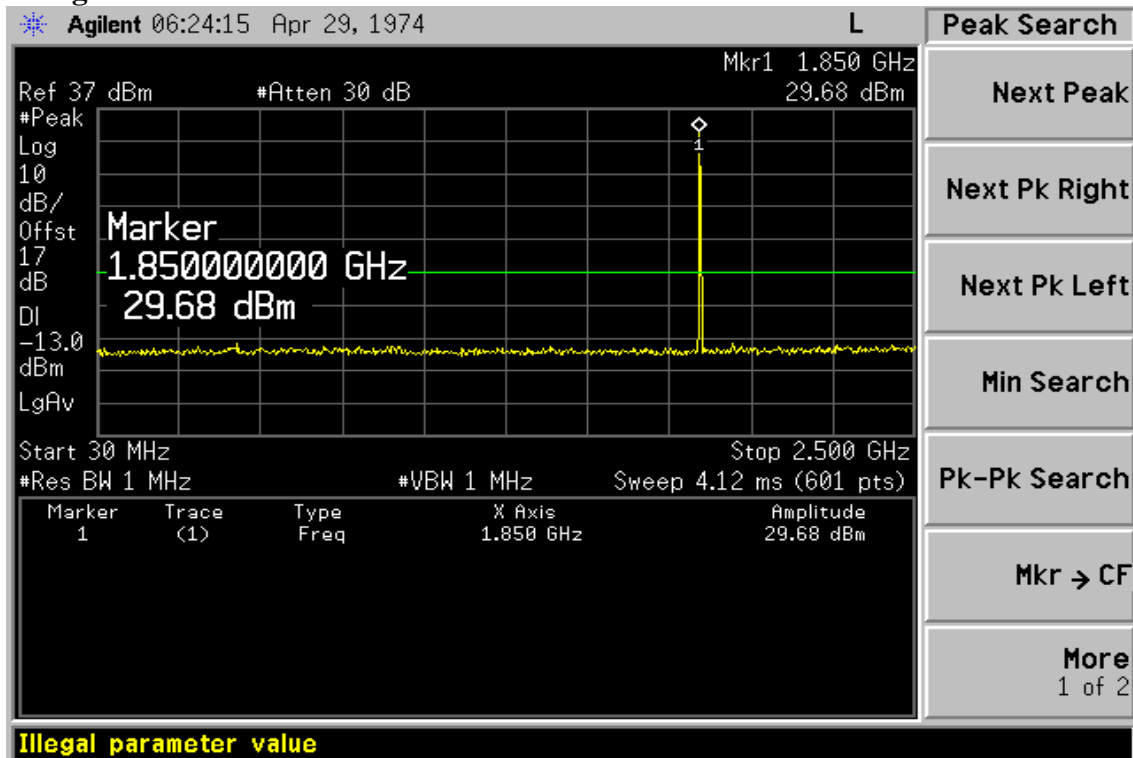 Agilent 06:24:15 Apr 29, 1974 L Peak Search
Mkr1 1.850 GHz
Ref 37 dBm #Atten 30 dB 29.68 dBm
#Peak
Log
10
dB/
Offst
17
dB
DI
-13.0
dBm
LgAv
1
Marker
1.850000000 GHz
29.68 dBm
Start 30 MHz Stop 2.500 GHz
#Res BW 1 MHz #VBW 1 MHz Sweep 4.12 ms (601 pts)
Marker Trace Type X Axis Amplitude
1 (1) Freq 1.850 GHz 29.68 dBm
Next Peak
Next Pk Right
Next Pk Left
Min Search
Pk-Pk Search
Mkr → CF
More
1 of 2
Illegal parameter value